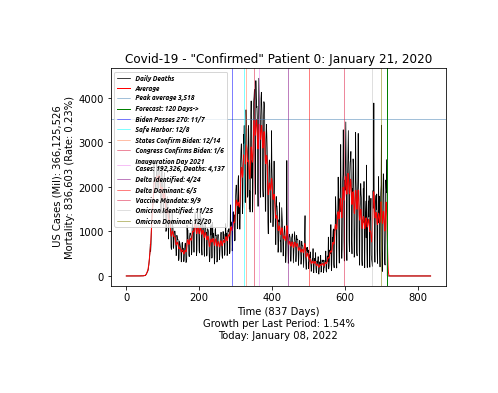 Covid-19 - "Confirmed" Patient 0: January 21, 2020
Daily Deaths
Average
Peak average 3,518
Forecast: 120 Days->
Biden Passes 270: 11/7
Safe Harbor: 12/8
States Confirm Biden: 12/14
Congress Confirms Biden: 1/6
Inauguration Day 2021
Cases: 192,326, Deaths: 4,137
Delta Identified: 4/24
Delta Dominant: 6/5
Vaccine Mandate: 9/9
Omicron Identified: 11/25
Omicron Dominant 12/20
US Cases (Mil): 366,125,526
Mortality: 836,603 (Rate: 0.23%)
4000
3000
2000
1000
0
0 200 400 600 800
Time (837 Days)
Growth per Last Period: 1.54%
Today: January 08, 2022